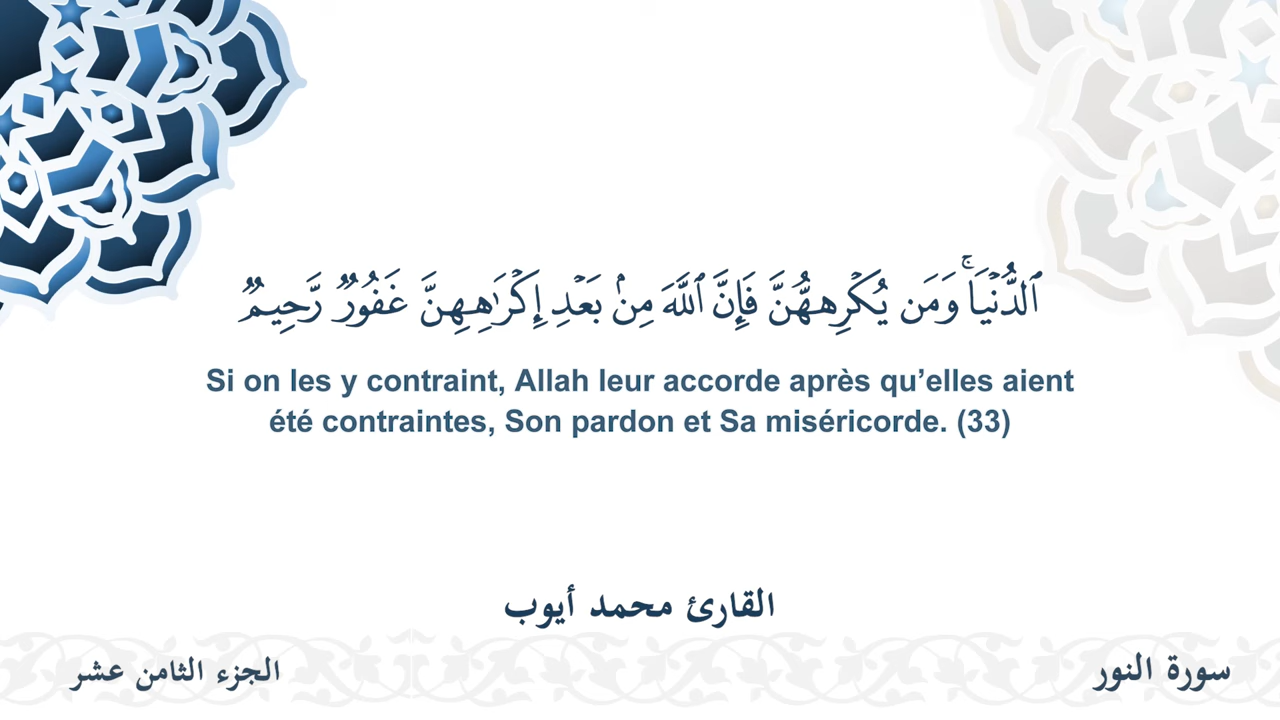 ٱلدُّنۡيَاۚ وَمَن يُكۡرِههُّنَّ فَإِنَّ ٱللَّهَ مِنۢ بَعۡدِ إِكۡرَٰهِهِنَّ غَفُورٞ رَّحِيمٞ
Si on les y contraint, Allah leur accorde après qu’elles aient
été contraintes, Son pardon et Sa miséricorde. (33)
القارئ محمد أيوب
سورة النور
الجزء الثامن عشر